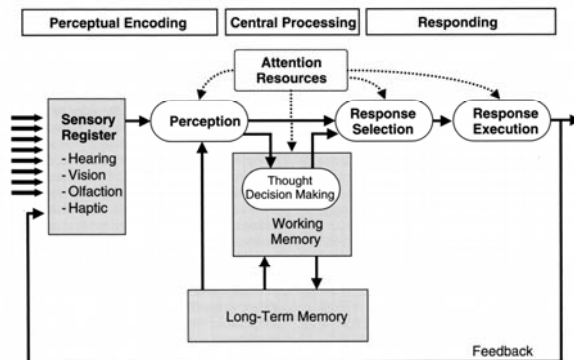 Perceptual Encoding
Central Processing
Responding
Attention
Resources
Sensory
Register
- Hearing
- Vision
- Olfaction
- Haptic
Perception
Response
Selection
Response
Execution
Thought
Decision Making
Working
Memory
Long-Term Memory
Feedback